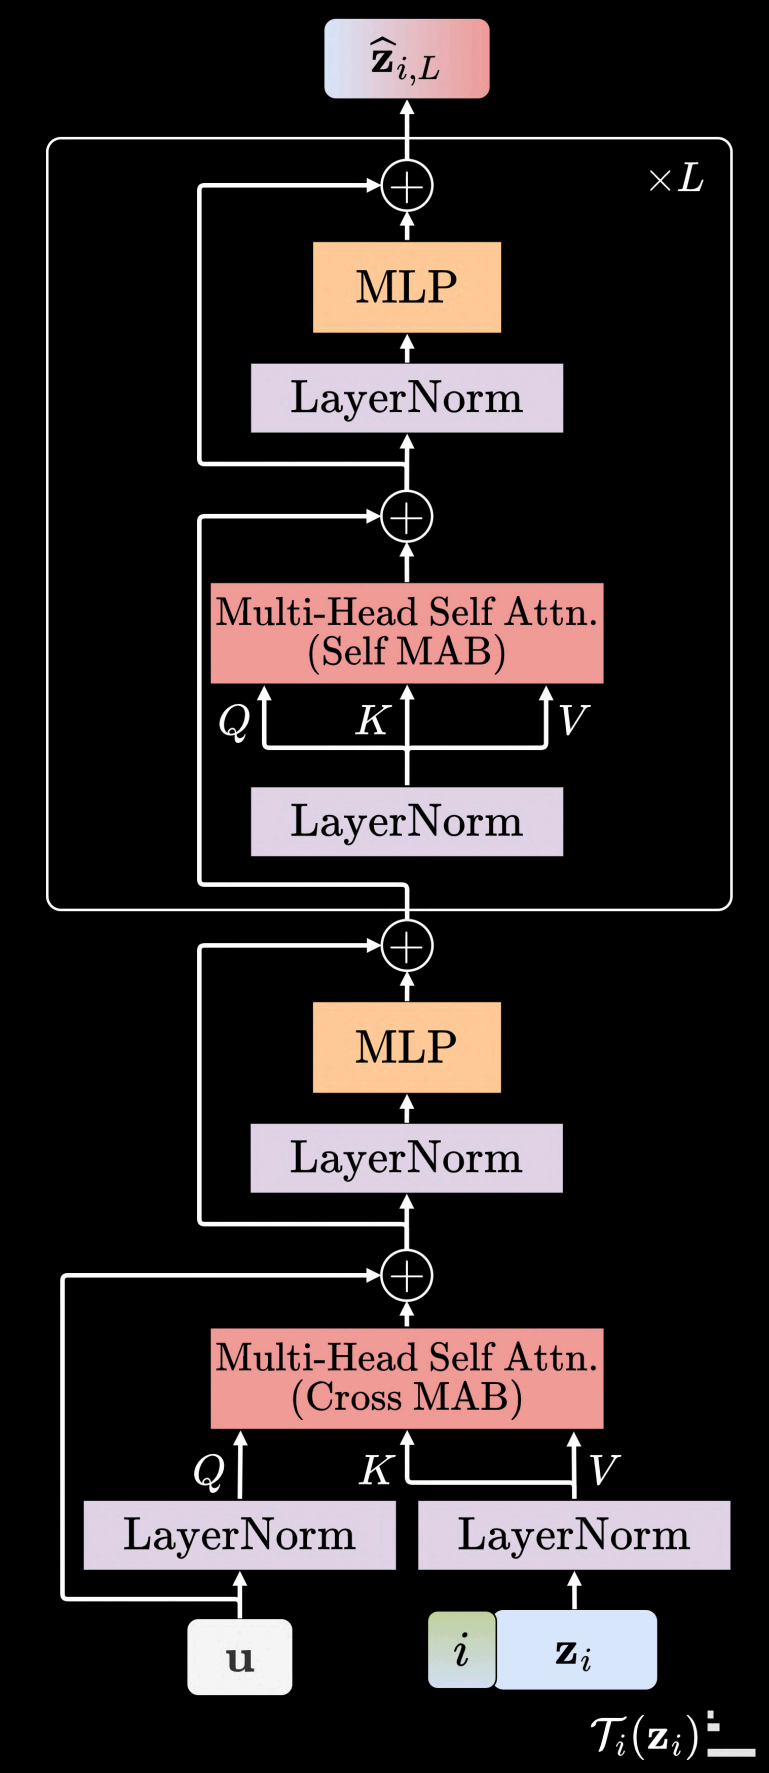 ẑ_{i,L}
×L
+
MLP
LayerNorm
+
Multi-Head Self Attn.
(Self MAB)
Q K V
LayerNorm
+
MLP
LayerNorm
+
Multi-Head Self Attn.
(Cross MAB)
Q K V
LayerNorm LayerNorm
u i z_i
𝒯_i(z_i)